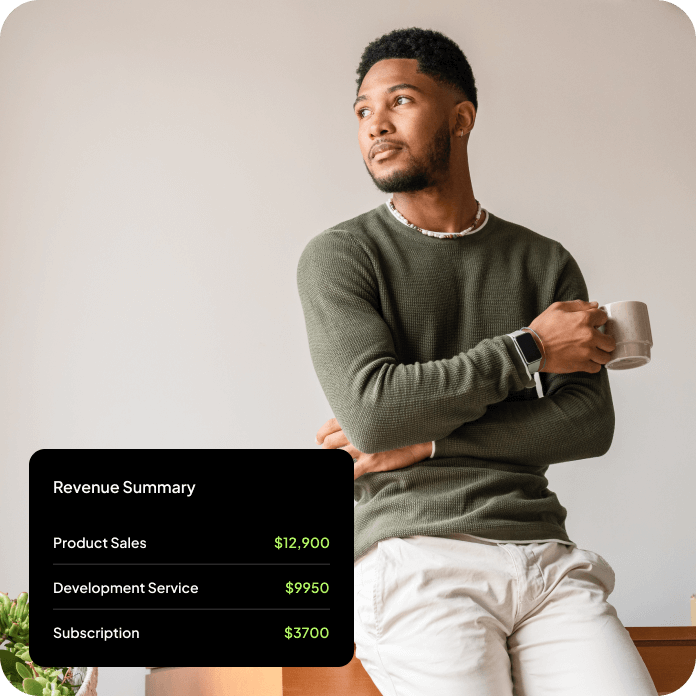 Revenue Summary
Product Sales $12,900
Development Service $9950
Subscription $3700